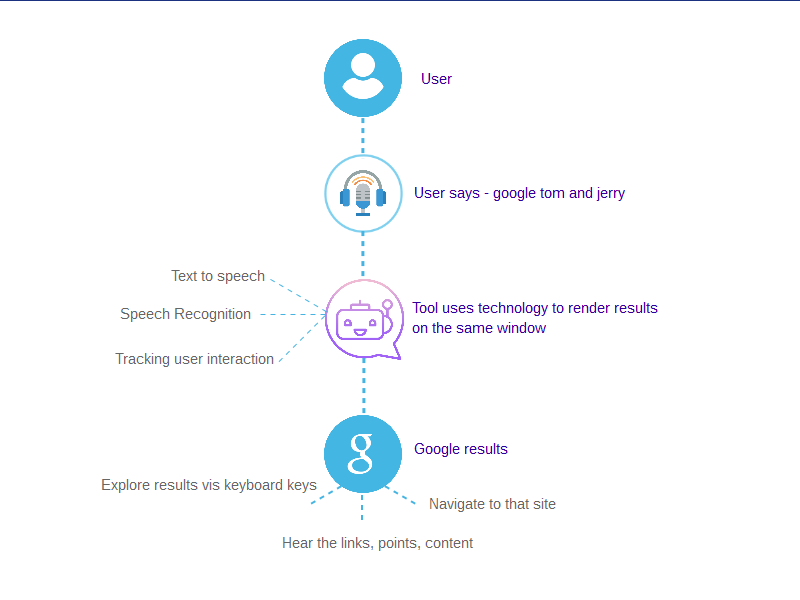 User
User says - google tom and jerry
Text to speech
Speech Recognition
Tracking user interaction
Tool uses technology to render results
on the same window
g
Google results
Explore results vis keyboard keys
Navigate to that site
Hear the links, points, content